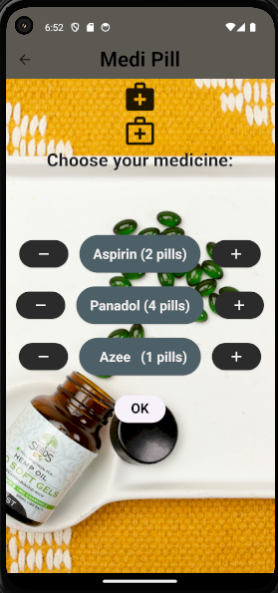 6:52
Medi Pill
Choose your medicine:
− Aspirin (2 pills) +
− Panadol (4 pills) +
− Azee (1 pills) +
OK
HEMP OIL
SOFT GELS